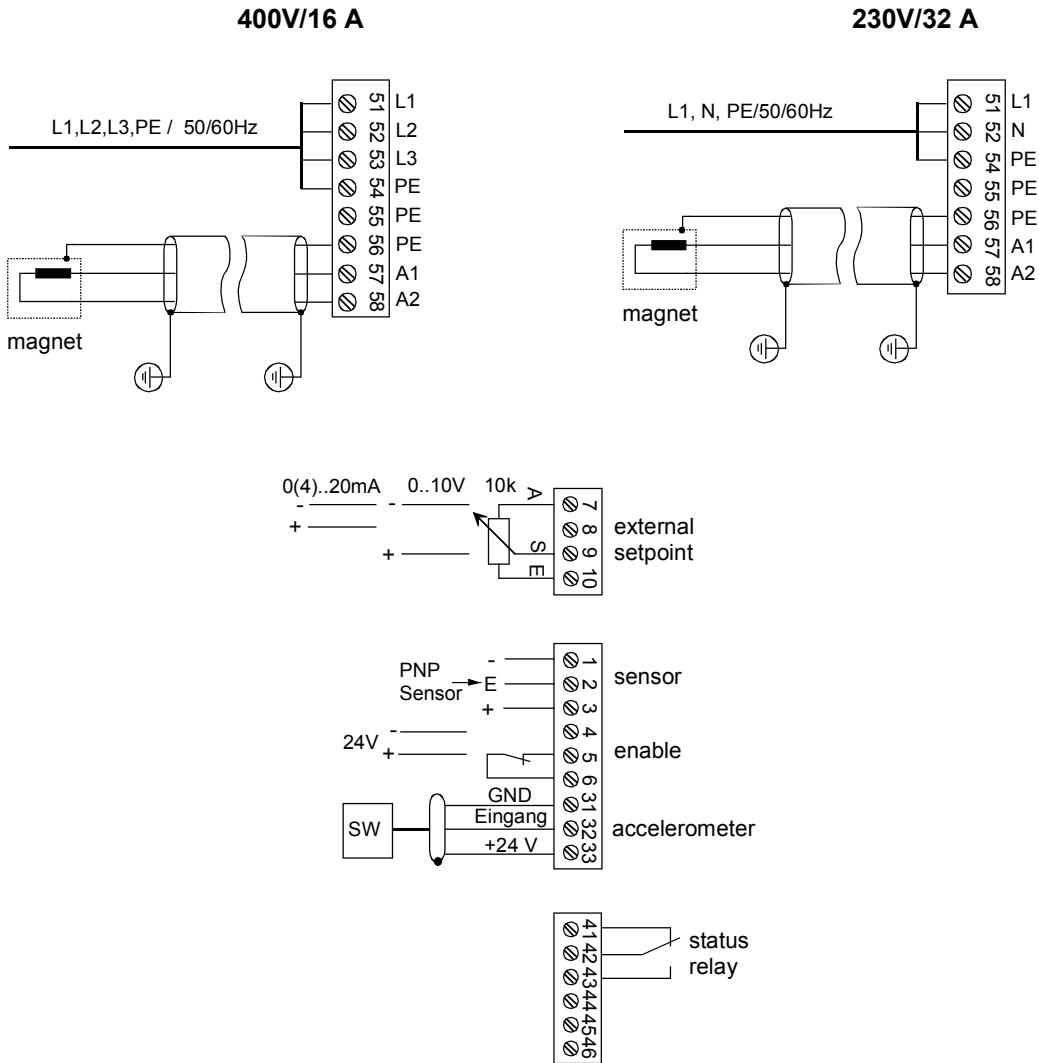 400V/16 A
L1,L2,L3,PE / 50/60Hz
51 L1
52 L2
53 L3
54 PE
55 PE
56 PE
57 A1
58 A2
magnet
230V/32 A
L1, N, PE/50/60Hz
51 L1
52 N
54 PE
55 PE
56 PE
57 A1
58 A2
magnet
0(4)..20mA 0..10V 10k A 7
- -
+ 8 external
+ S 9 setpoint
E 10
- 1
PNP
Sensor E 2 sensor
+ 3
- 4
24V + 5 enable
6
GND 31
SW Eingang 32 accelerometer
+24 V 33
41
42 status
43 relay
44
45
46